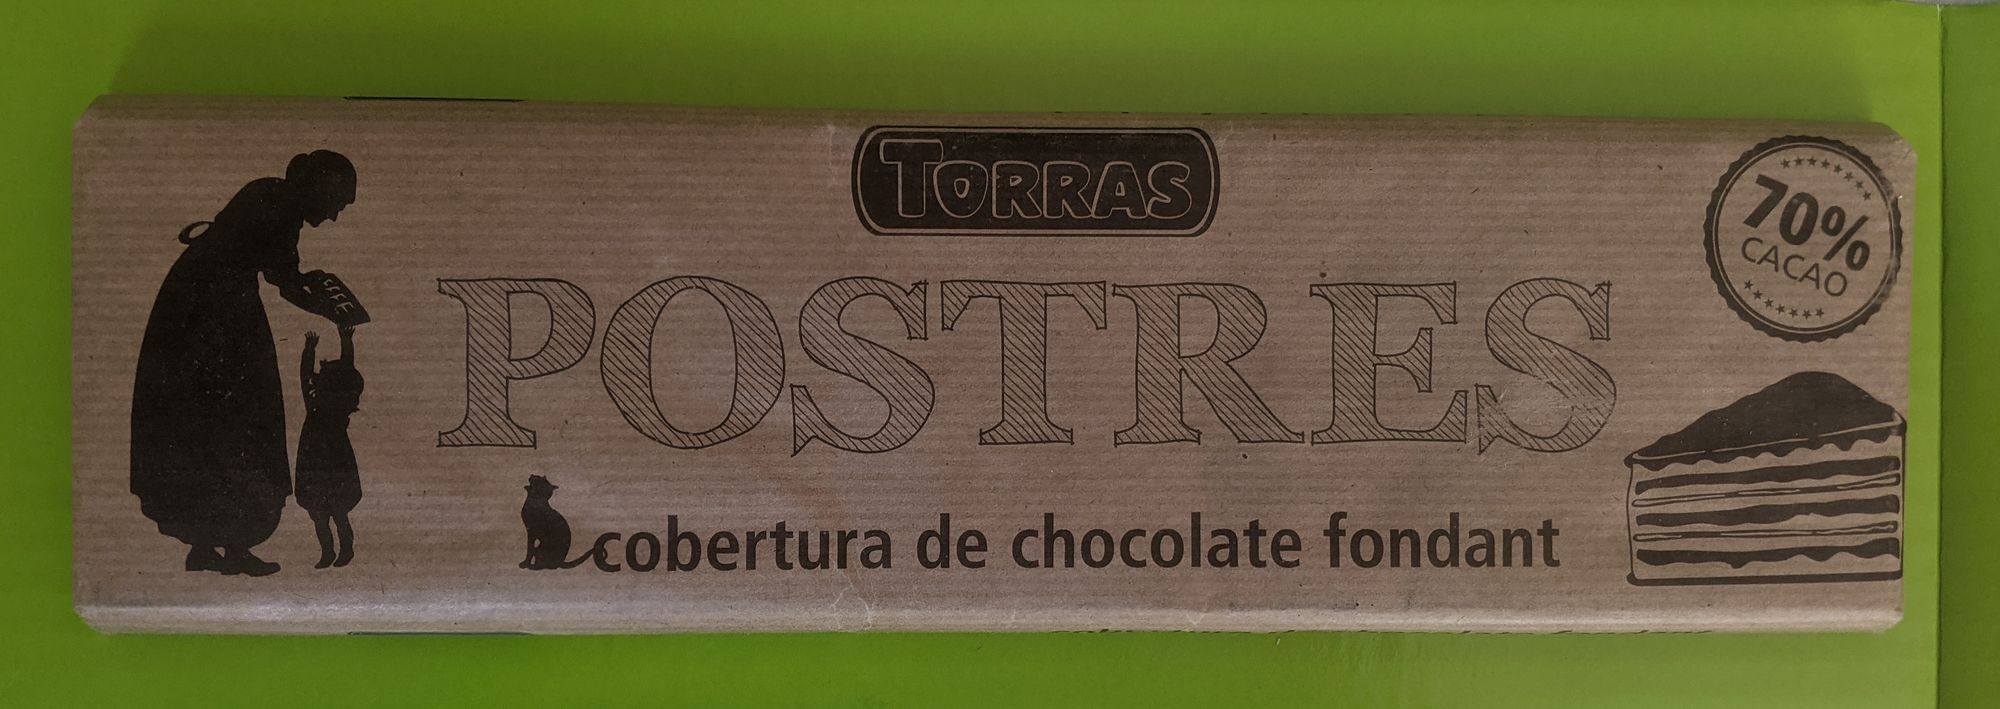 TORRAS
70%
CACAO
POSTRES
cobertura de chocolate fondant